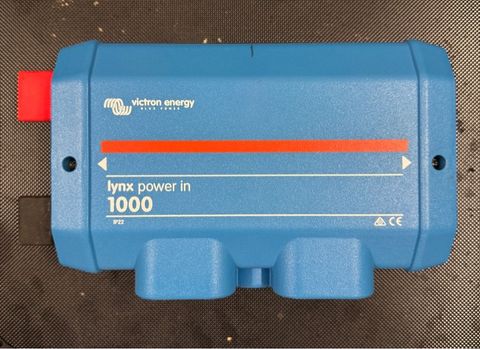 victron energy
BLUE POWER
lynx power in
1000
IP22
CE